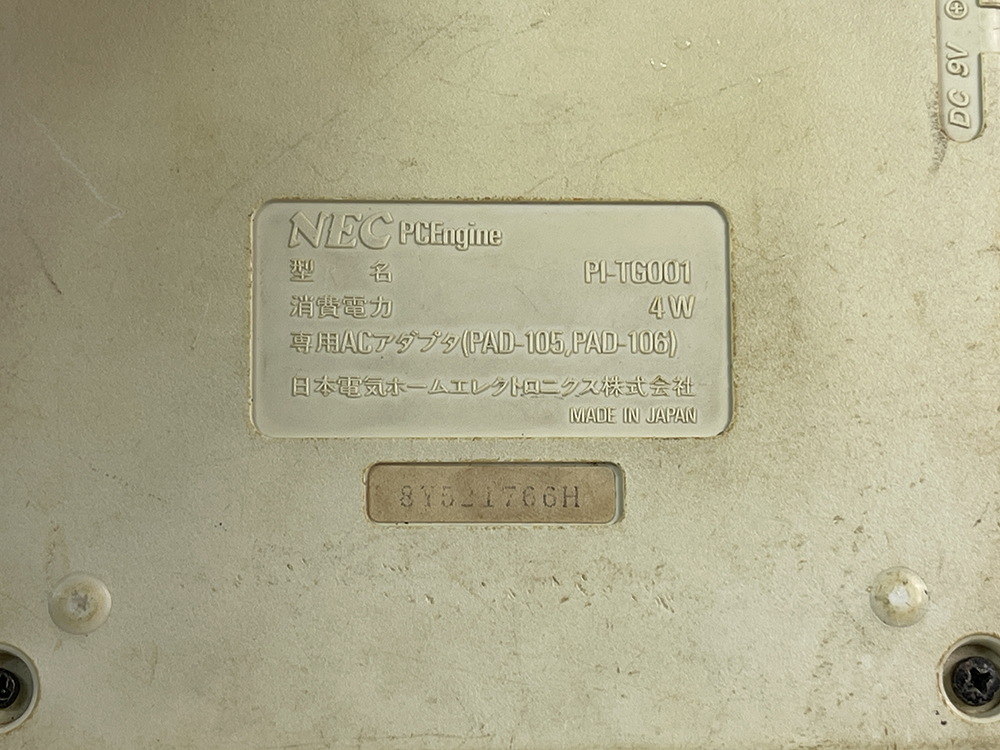 DC 9V
NEC PCEngine
型 名 PI-TG001
消費電力 4W
専用ACアダプタ(PAD-105,PAD-106)
日本電気ホームエレクトロニクス株式会社
MADE IN JAPAN
8Y521766H